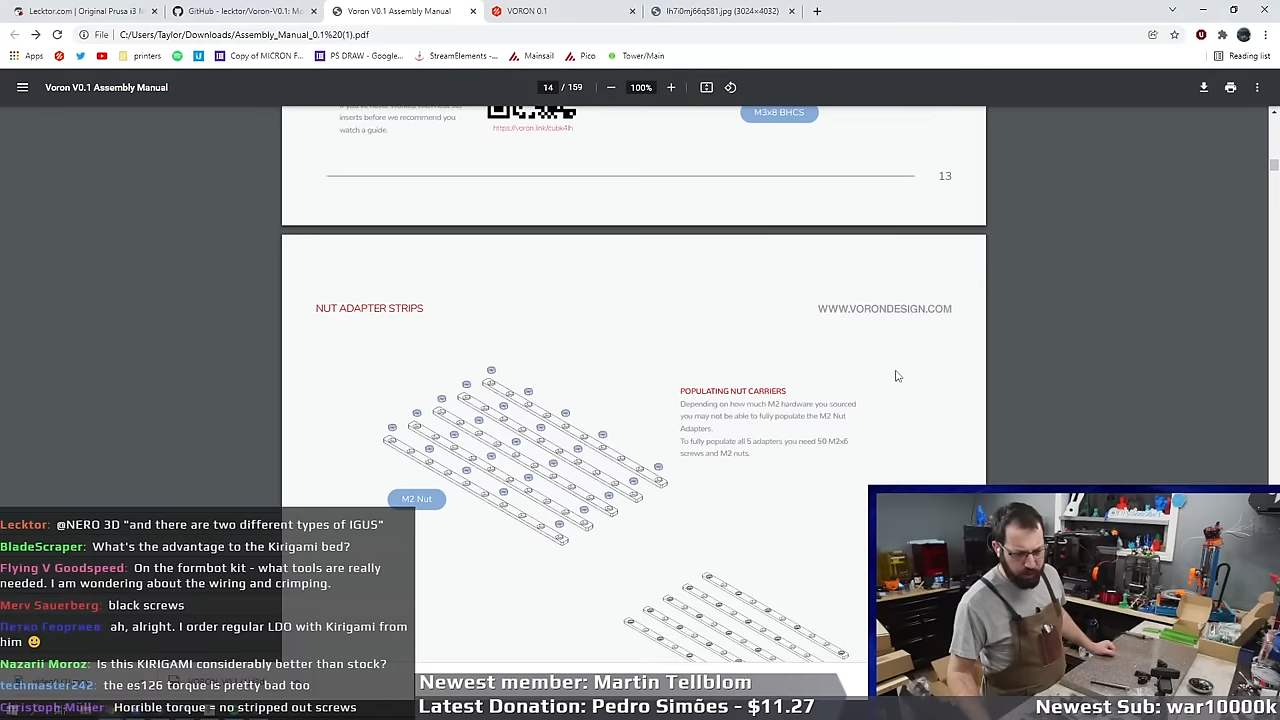 Lecktor.com | Original Prusa i3 M
GitHub - lecktor/Voron-V0.1: Mo
Voron V0.1 Assembly Manual
VORON 0.1
lh7i0mj66q581.jpg (3024×4032)
File | C:/Users/Taylor/Downloads/Assembly_Manual_0.1%20(1).pdf
Apps
printers
Copy of MICRON F...
PS DRAW - Google...
StreamElements - ...
Mainsail
Pico
Tower/Main
Reading list
Voron V0.1 Assembly Manual
14 / 159
100%
inserts before we recommend you
watch a guide.
https://voron.link/cubk4lh
M3x8 BHCS
13
NUT ADAPTER STRIPS
WWW.VORONDESIGN.COM
POPULATING NUT CARRIERS
Depending on how much M2 hardware you sourced
you may not be able to fully populate the M2 Nut
Adapters.
To fully populate all 5 adapters you need 50 M2x6
screws and M2 nuts.
M2 Nut
Lecktor: @NERO 3D "and there are two different types of IGUS"
BladeScraper: What's the advantage to the Kirigami bed?
Flying V Goodspeed: On the formbot kit - what tools are really
needed. I am wondering about the wiring and crimping.
Merv Sauerberg: black screws
Петко Георгиев: ah, alright. I order regular LDO with Kirigami from
him
Nazarii Moroz: Is this KIRIGAMI considerably better than stock?
techmaster242: the es126 torque is pretty bad too
Christoph Müller: Horrible torque = no stripped out screws
Newest member: Martin Tellblom
Latest Donation: Pedro Simões - $11.27
Newest Sub: war10000k